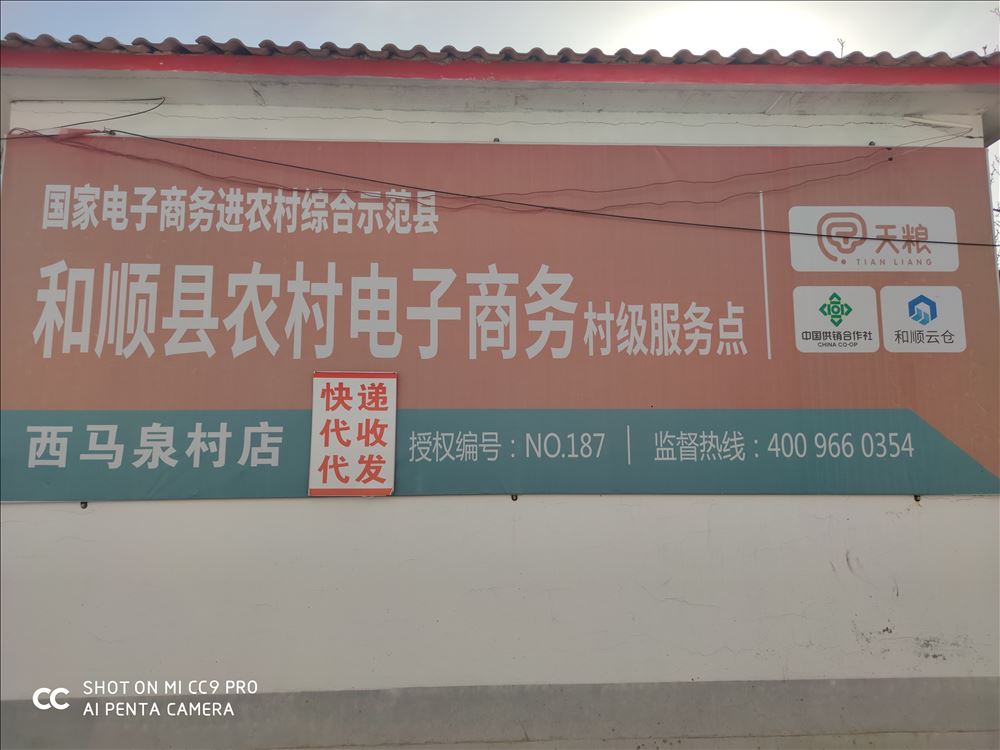 国家电子商务进农村综合示范县
和顺县农村电子商务村级服务点
天粮
TIAN LIANG
中国供销合作社
CHINA CO-OP
和顺云仓
西马泉村店
快递
代收
代发
授权编号：NO.187 | 监督热线：400 966 0354
SHOT ON MI CC9 PRO
AI PENTA CAMERA